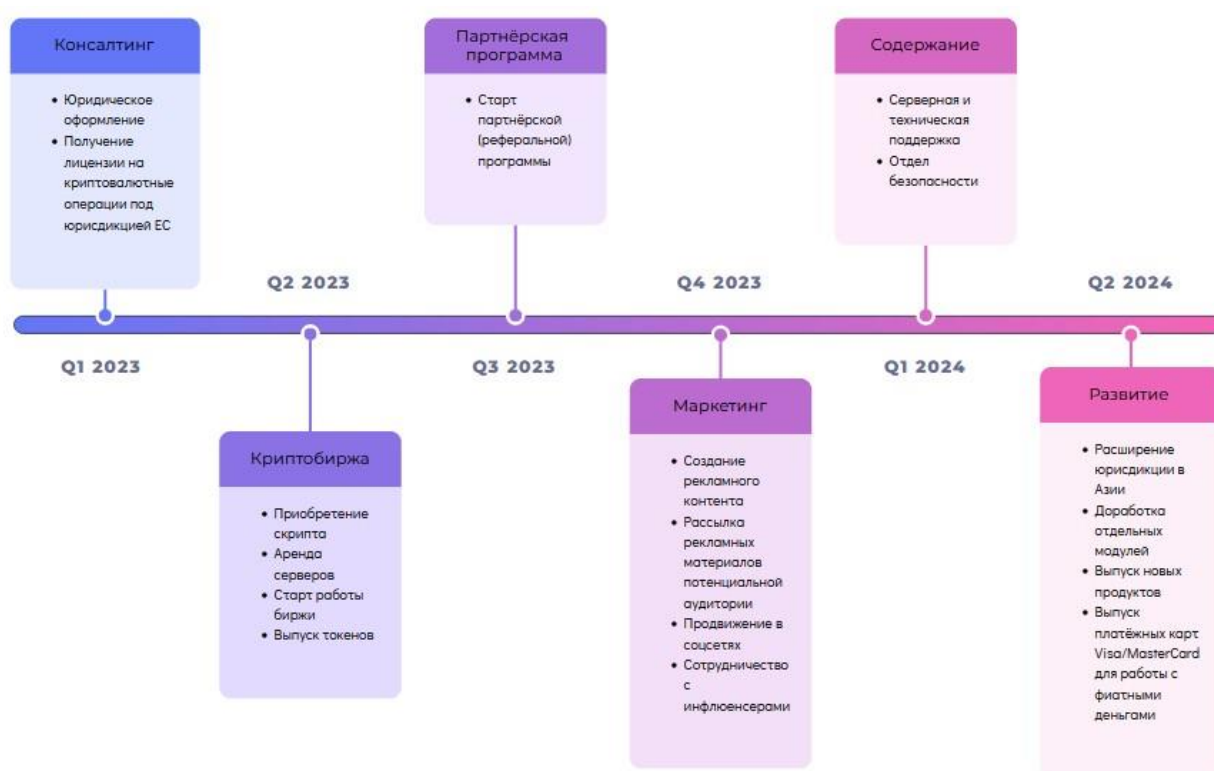 Консалтинг
• Юридическое
оформление
• Получение
лицензии на
криптовалютные
операции под
юрисдикцией ЕС
Q1 2023
Q2 2023
Криптобиржа
• Приобретение
скрипта
• Аренда
серверов
• Старт работы
биржи
• Выпуск токенов
Партнёрская
программа
• Старт
партнёрской
(реферальной)
программы
Q3 2023
Q4 2023
Маркетинг
• Создание
рекламного
контента
• Рассылка
рекламных
материалов
потенциальной
аудитории
• Продвижение в
соцсетях
• Сотрудничество
с
инфлюенсерами
Содержание
• Серверная и
техническая
поддержка
• Отдел
безопасности
Q1 2024
Q2 2024
Развитие
• Расширение
юрисдикции в
Азии
• Доработка
отдельных
модулей
• Выпуск новых
продуктов
• Выпуск
платёжных карт
Visa/MasterCard
для работы с
фиатными
деньгами